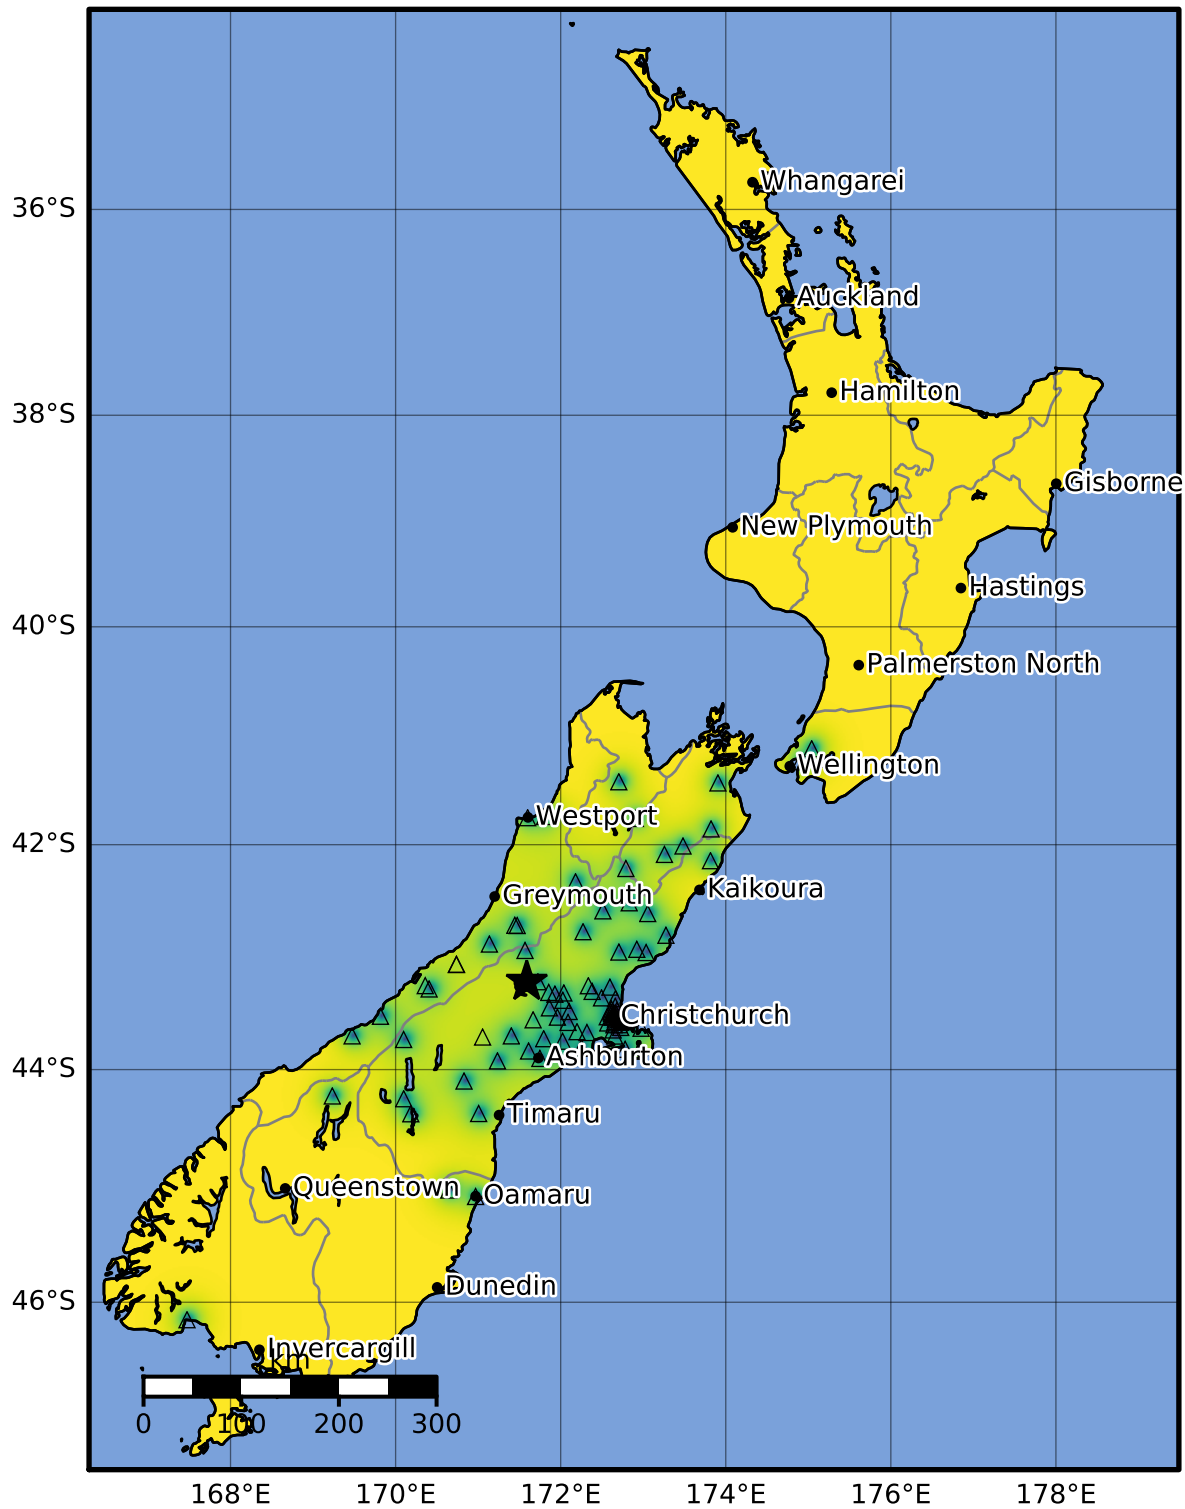 Whangarei
36°S
Auckland
Hamilton
38°S
Gisborne
New Plymouth
Hastings
40°S
Palmerston North
Wellington
Westport
42°S
Kaikoura
Greymouth
Christchurch
Ashburton
44°S
Timaru
Queenstown
Oamaru
Dunedin
46°S
Invercargill
km
0 100 200 300
168°E 170°E 172°E 174°E 176°E 178°E